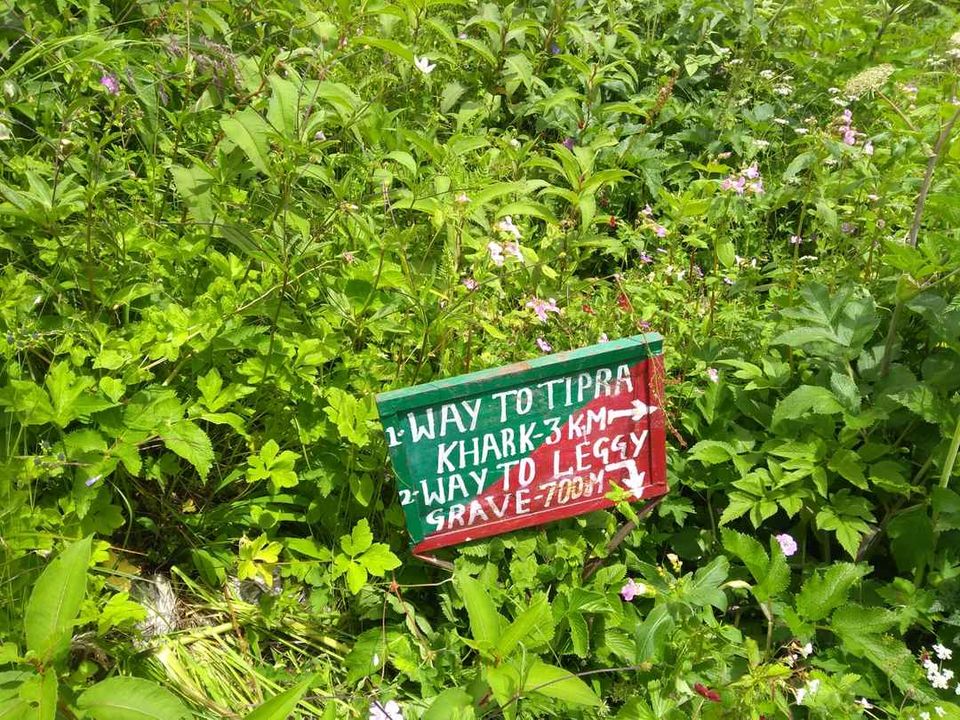 1-WAY TO TIPRA
KHARK-3 KM→
2-WAY TO LEGGY
GRAVE-700M